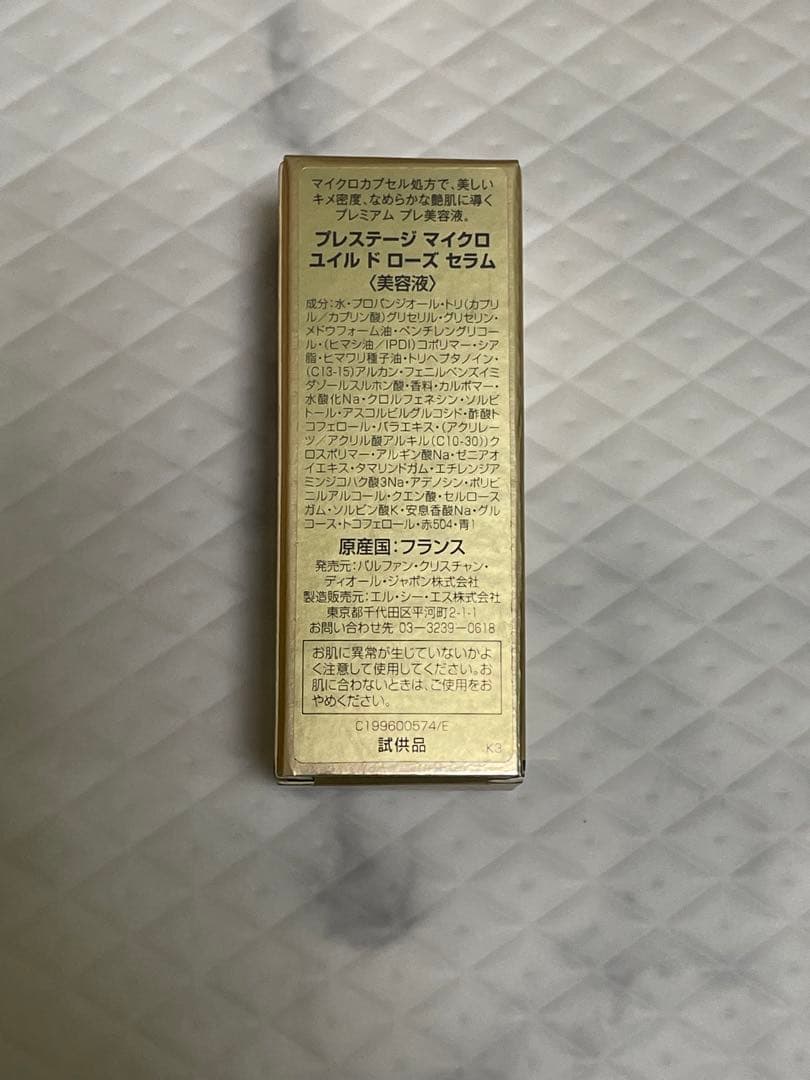 マイクロカプセル処方で、美しい
キメ密度、なめらかな艶肌に導く
プレミアム プレ美容液。
プレステージ マイクロ
ユイル ド ローズ セラム
〈美容液〉
成分:水・プロパンジオール・トリ(カプリ
ル/カプリン酸)グリセリル・グリセリン・
メドウフォーム油・ペンチレングリコー
ル・(ヒマシ油/IPDI)コポリマー・シア
脂・ヒマワリ種子油・トリヘプタノイン・
(C13-15)アルカン・フェニルベンズイミ
ダゾールスルホン酸・香料・カルボマー・
水酸化Na・クロルフェネシン・ソルビ
トール・アスコルビルグルコシド・酢酸ト
コフェロール・バラエキス・(アクリレー
ツ/アクリル酸アルキル(C10-30))ク
ロスポリマー・アルギン酸Na・ゼニアオ
イエキス・タマリンドガム・エチレンジア
ミンジコハク酸3Na・アデノシン・ポリビ
ニルアルコール・クエン酸・セルロース
ガム・ソルビン酸K・安息香酸Na・グル
コース・トコフェロール・赤504・青1
原産国:フランス
発売元:パルファン・クリスチャン・
ディオール・ジャポン株式会社
製造販売元:エル・シー・エス株式会社
東京都千代田区平河町2-1-1
お問い合わせ先 03-3239-0618
お肌に異常が生じていないかよ
く注意して使用してください。お
肌に合わないときは、ご使用をお
やめください。
C199600574/E
試供品
K3